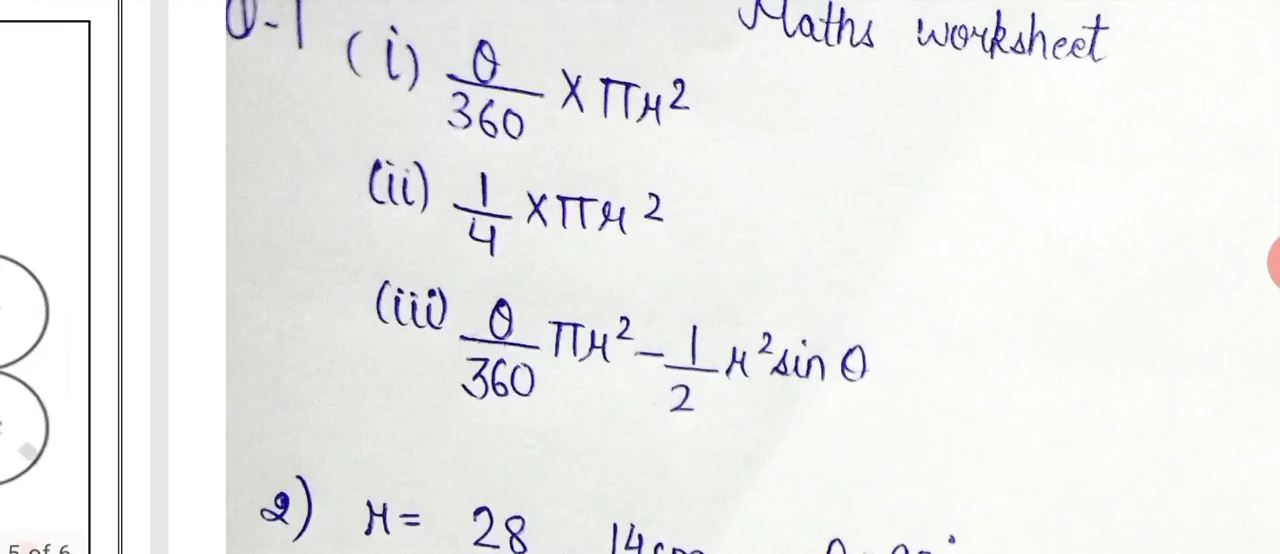 Maths worksheet
Q-1 (i) θ/360 × πr²
(ii) 1/4 × πr²
(iii) θ/360 πr² - 1/2 r² sin θ
2) r = 28 14cm
5 of 6